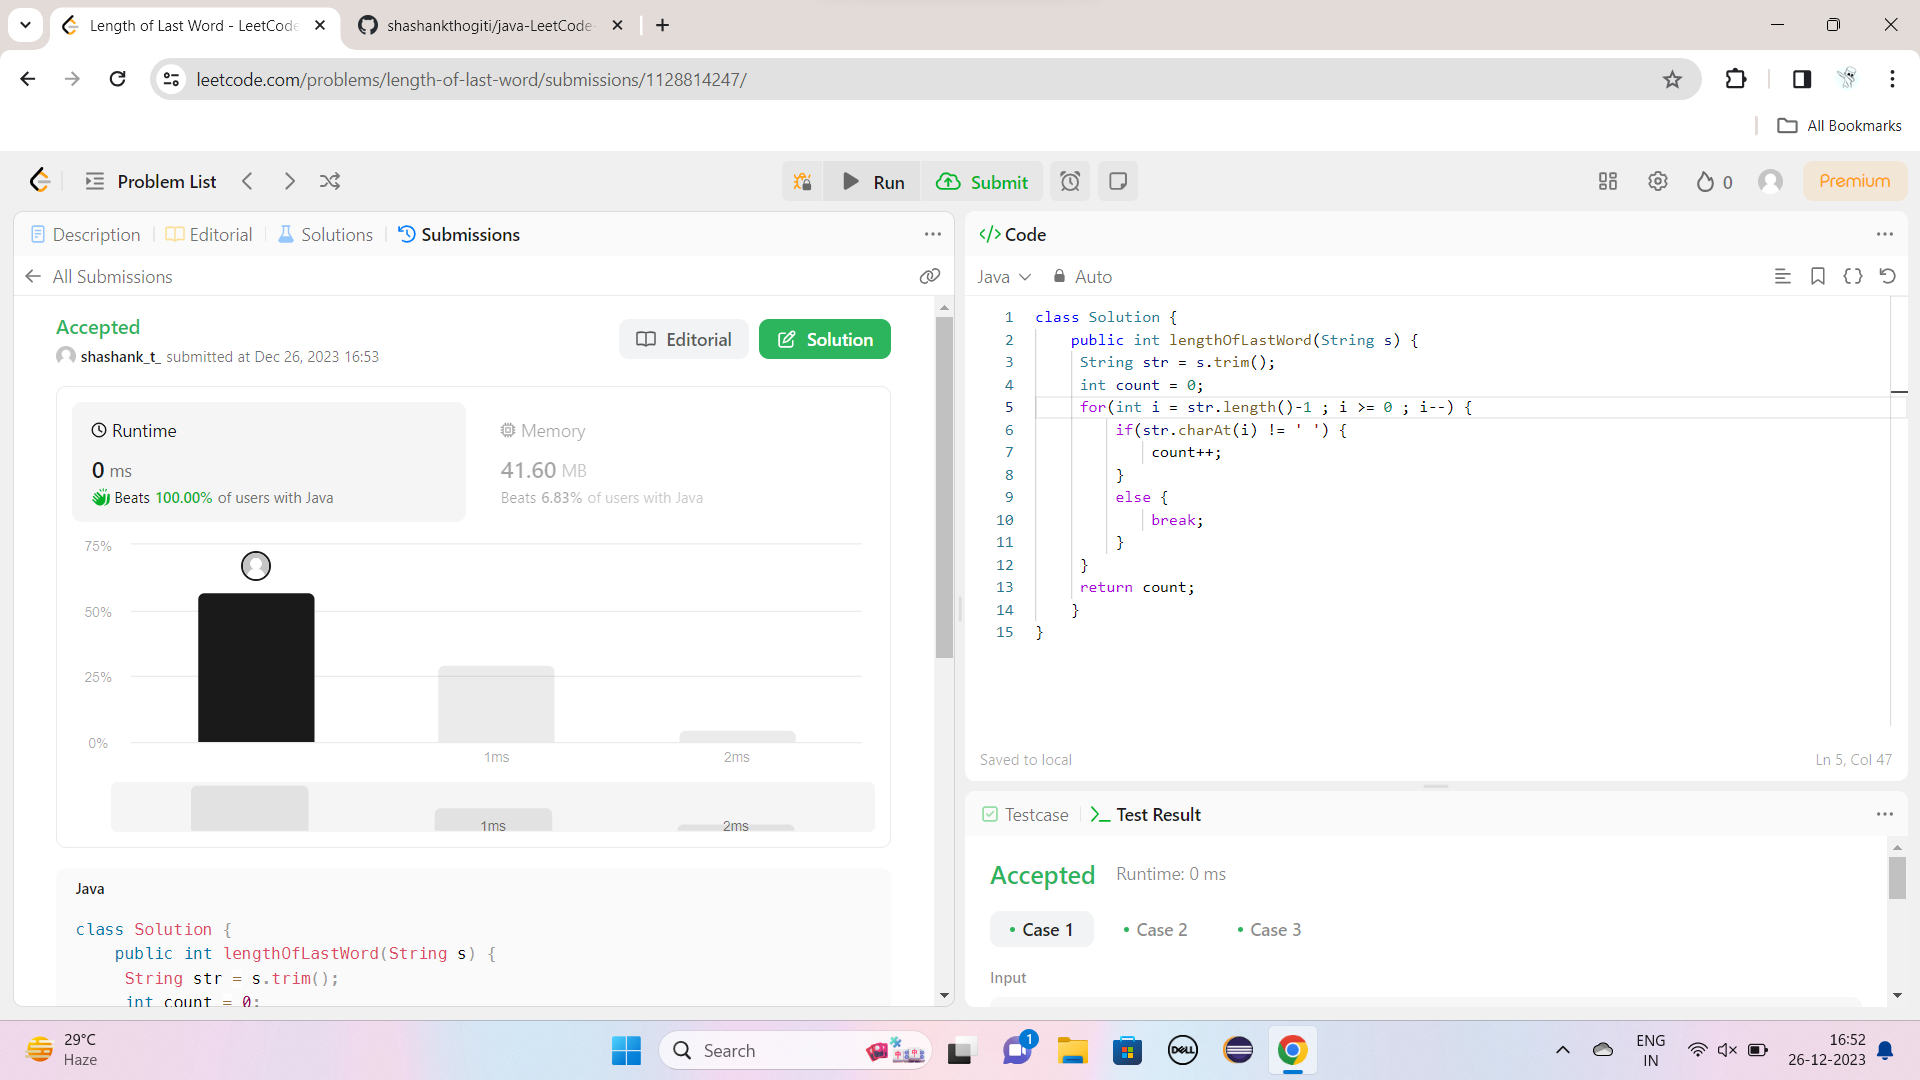 Length of Last Word - LeetCode
shashankthogiti/java-LeetCode-
leetcode.com/problems/length-of-last-word/submissions/1128814247/
All Bookmarks
Problem List
Run
Submit
0
Premium
Description
Editorial
Solutions
Submissions
All Submissions
Accepted
shashank_t_ submitted at Dec 26, 2023 16:53
Editorial
Solution
Runtime
0 ms
Beats 100.00% of users with Java
Memory
41.60 MB
Beats 6.83% of users with Java
75%
50%
25%
0%
1ms
2ms
1ms
2ms
Java
class Solution {
    public int lengthOfLastWord(String s) {
     String str = s.trim();
     int count = 0;
</> Code
Java
Auto
1 class Solution {
2     public int lengthOfLastWord(String s) {
3      String str = s.trim();
4      int count = 0;
5      for(int i = str.length()-1 ; i >= 0 ; i--) {
6          if(str.charAt(i) != ' ') {
7              count++;
8          }
9          else {
10             break;
11         }
12     }
13     return count;
14    }
15 }
Saved to local
Ln 5, Col 47
Testcase
Test Result
Accepted
Runtime: 0 ms
Case 1
Case 2
Case 3
Input
29°C
Haze
Search
1
DELL
ENG
IN
16:52
26-12-2023